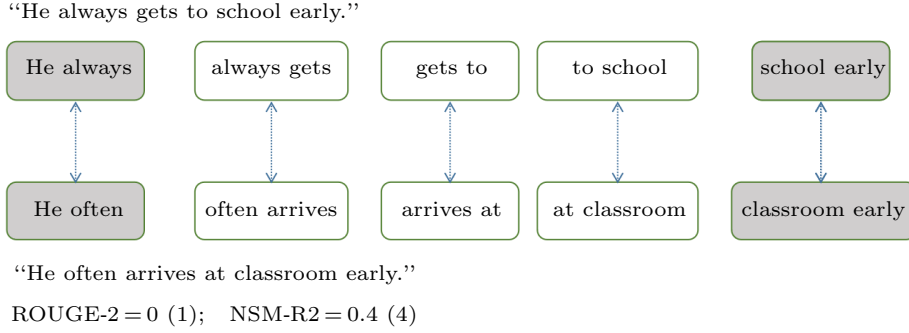 “He always gets to school early.”
He always always gets gets to to school school early
He often often arrives arrives at at classroom classroom early
“He often arrives at classroom early.”
ROUGE-2 = 0 (1); NSM-R2 = 0.4 (4)